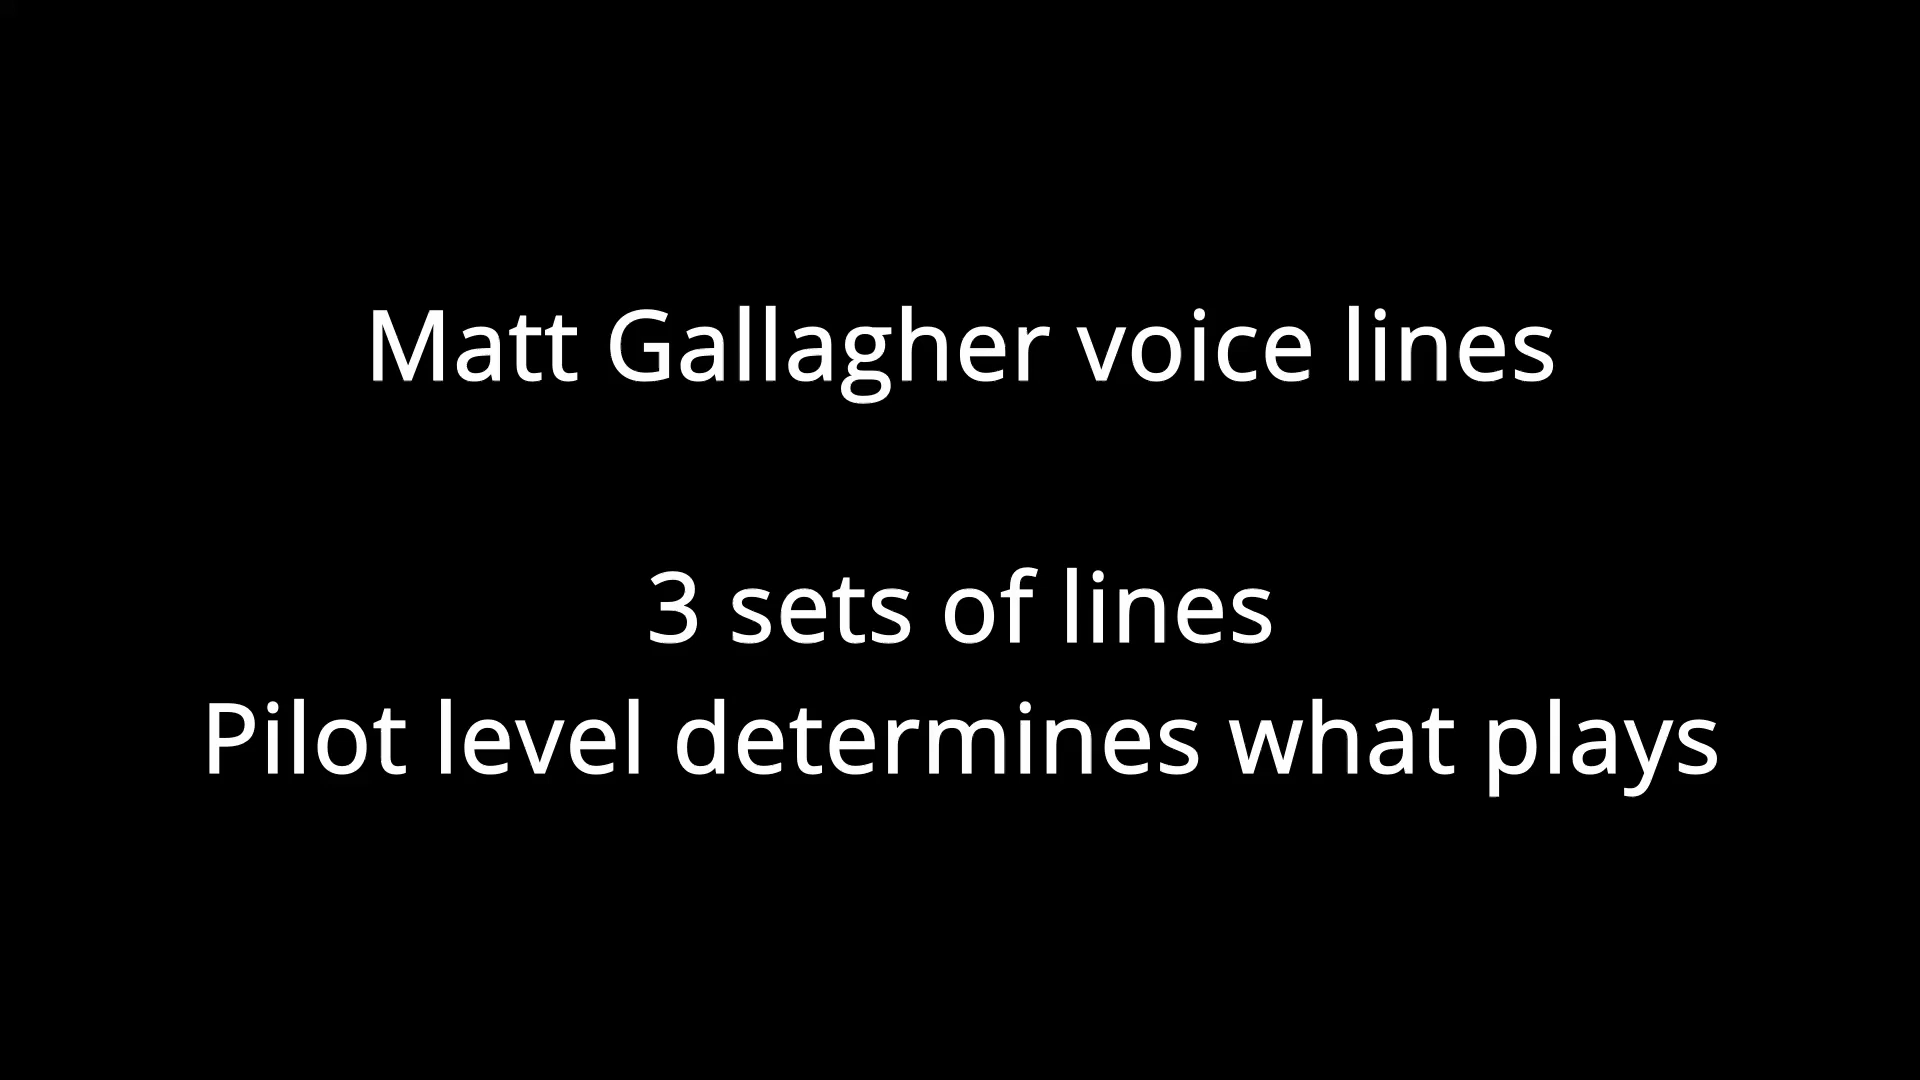 Matt Gallagher voice lines
3 sets of lines
Pilot level determines what plays